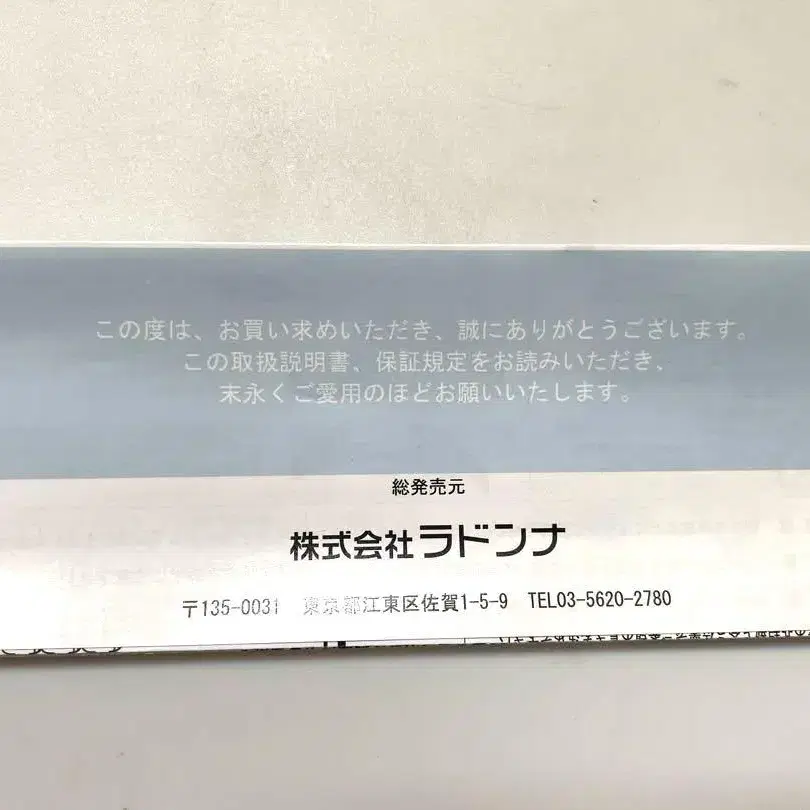 この度は、お買い求めいただき、誠にありがとうございます。
この取扱説明書、保証規定をお読みいただき、
末永くご愛用のほどお願いいたします。
総発売元
株式会社ラドンナ
〒135-0031 東京都江東区佐賀1-5-9 TEL03-5620-2780